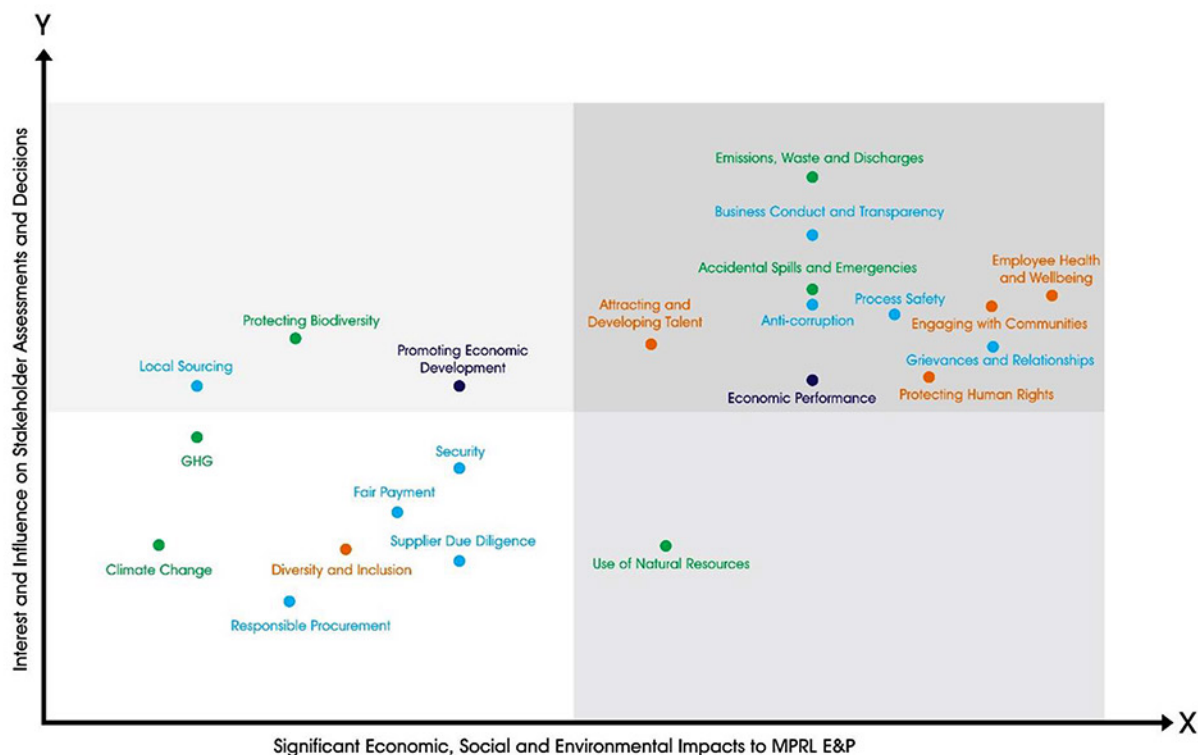 Y
Interest and Influence on Stakeholder Assessments and Decisions
Emissions, Waste and Discharges
Business Conduct and Transparency
Accidental Spills and Emergencies
Employee Health
and Wellbeing
Attracting and
Developing Talent
Process Safety
Anti-corruption
Engaging with Communities
Protecting Biodiversity
Promoting Economic
Development
Local Sourcing
Grievances and Relationships
Economic Performance
Protecting Human Rights
GHG
Security
Fair Payment
Supplier Due Diligence
Climate Change
Diversity and Inclusion
Use of Natural Resources
Responsible Procurement
X
Significant Economic, Social and Environmental Impacts to MPRL E&P